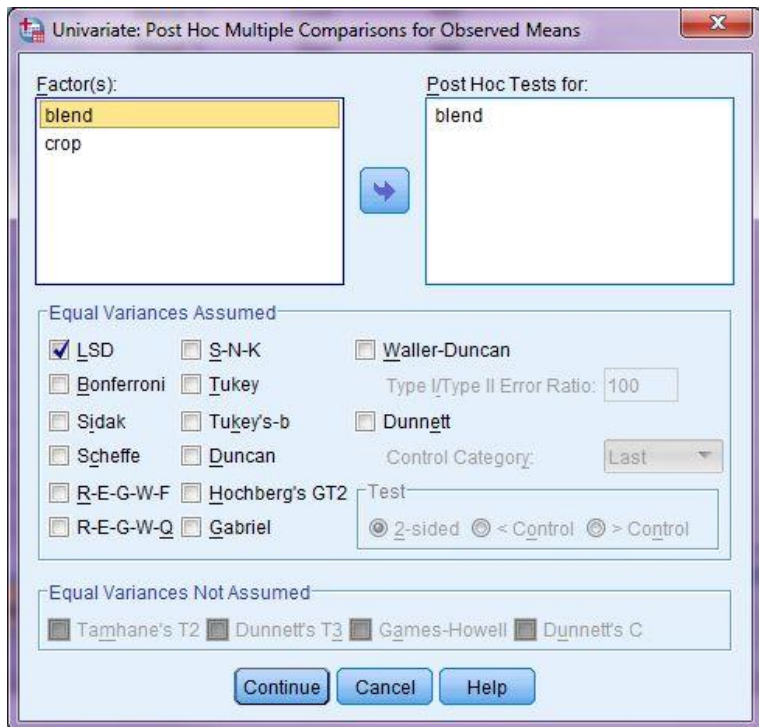 Univariate: Post Hoc Multiple Comparisons for Observed Means
Factor(s):
blend
crop
Post Hoc Tests for:
blend
Equal Variances Assumed
LSD S-N-K Waller-Duncan
Bonferroni Tukey Type I/Type II Error Ratio: 100
Sidak Tukey's-b Dunnett
Scheffe Duncan Control Category: Last
R-E-G-W-F Hochberg's GT2 Test
R-E-G-W-Q Gabriel 2-sided < Control > Control
Equal Variances Not Assumed
Tamhane's T2 Dunnett's T3 Games-Howell Dunnett's C
Continue Cancel Help